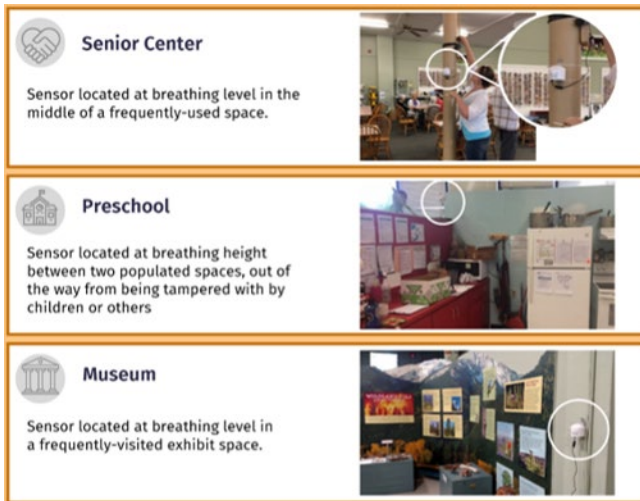 Senior Center
Sensor located at breathing level in the
middle of a frequently-used space.
Preschool
Sensor located at breathing height
between two populated spaces, out of
the way from being tampered with by
children or others
Museum
Sensor located at breathing level in
a frequently-visited exhibit space.